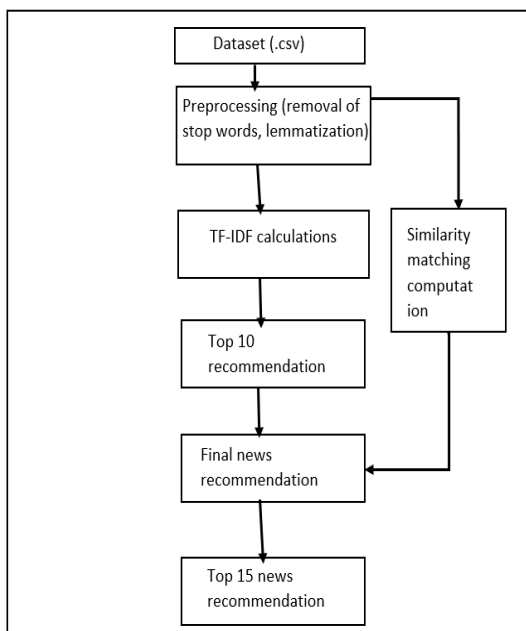 Dataset (.csv)
Preprocessing (removal of
stop words, lemmatization)
TF-IDF calculations
Similarity
matching
computat
ion
Top 10
recommendation
Final news
recommendation
Top 15 news
recommendation